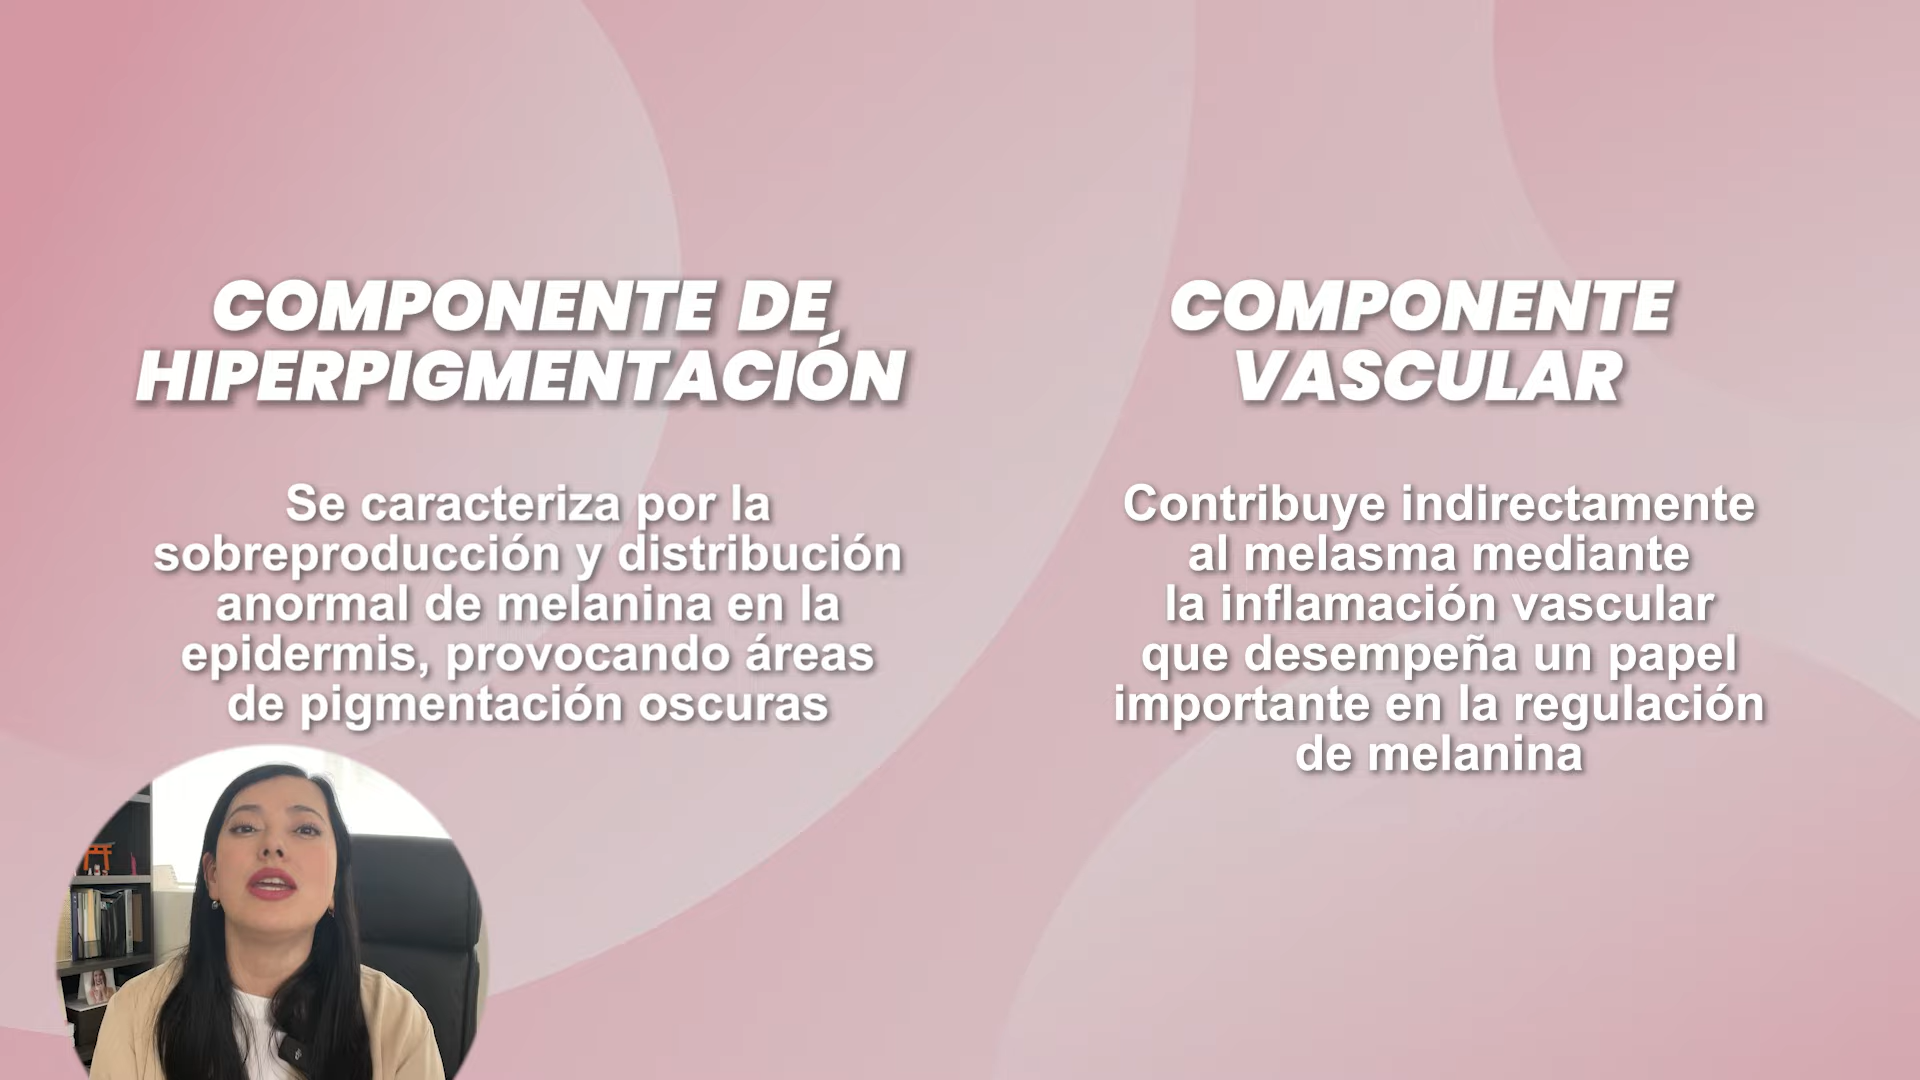 COMPONENTE DE
HIPERPIGMENTACIÓN
Se caracteriza por la
sobreproducción y distribución
anormal de melanina en la
epidermis, provocando áreas
de pigmentación oscuras
COMPONENTE
VASCULAR
Contribuye indirectamente
al melasma mediante
la inflamación vascular
que desempeña un papel
importante en la regulación
de melanina